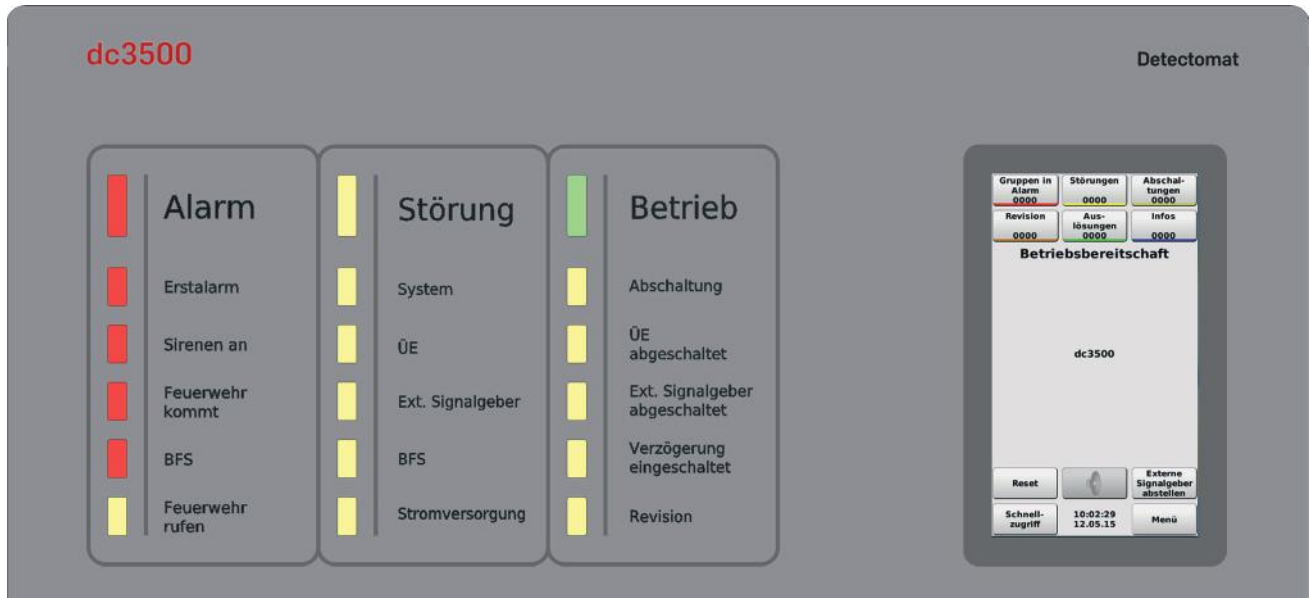 dc3500
Detectomat
Alarm
Erstalarm
Sirenen an
Feuerwehr
kommt
BFS
Feuerwehr
rufen
Störung
System
ÜE
Ext. Signalgeber
BFS
Stromversorgung
Betrieb
Abschaltung
ÜE
abgeschaltet
Ext. Signalgeber
abgeschaltet
Verzögerung
eingeschaltet
Revision
Gruppen in
Alarm
0000
Störungen
0000
Abschal-
tungen
0000
Revision
0000
Aus-
lösungen
0000
Infos
0000
Betriebsbereitschaft
dc3500
Reset
Externe
Signalgeber
abstellen
Schnell-
zugriff
10:02:29
12.05.15
Menü